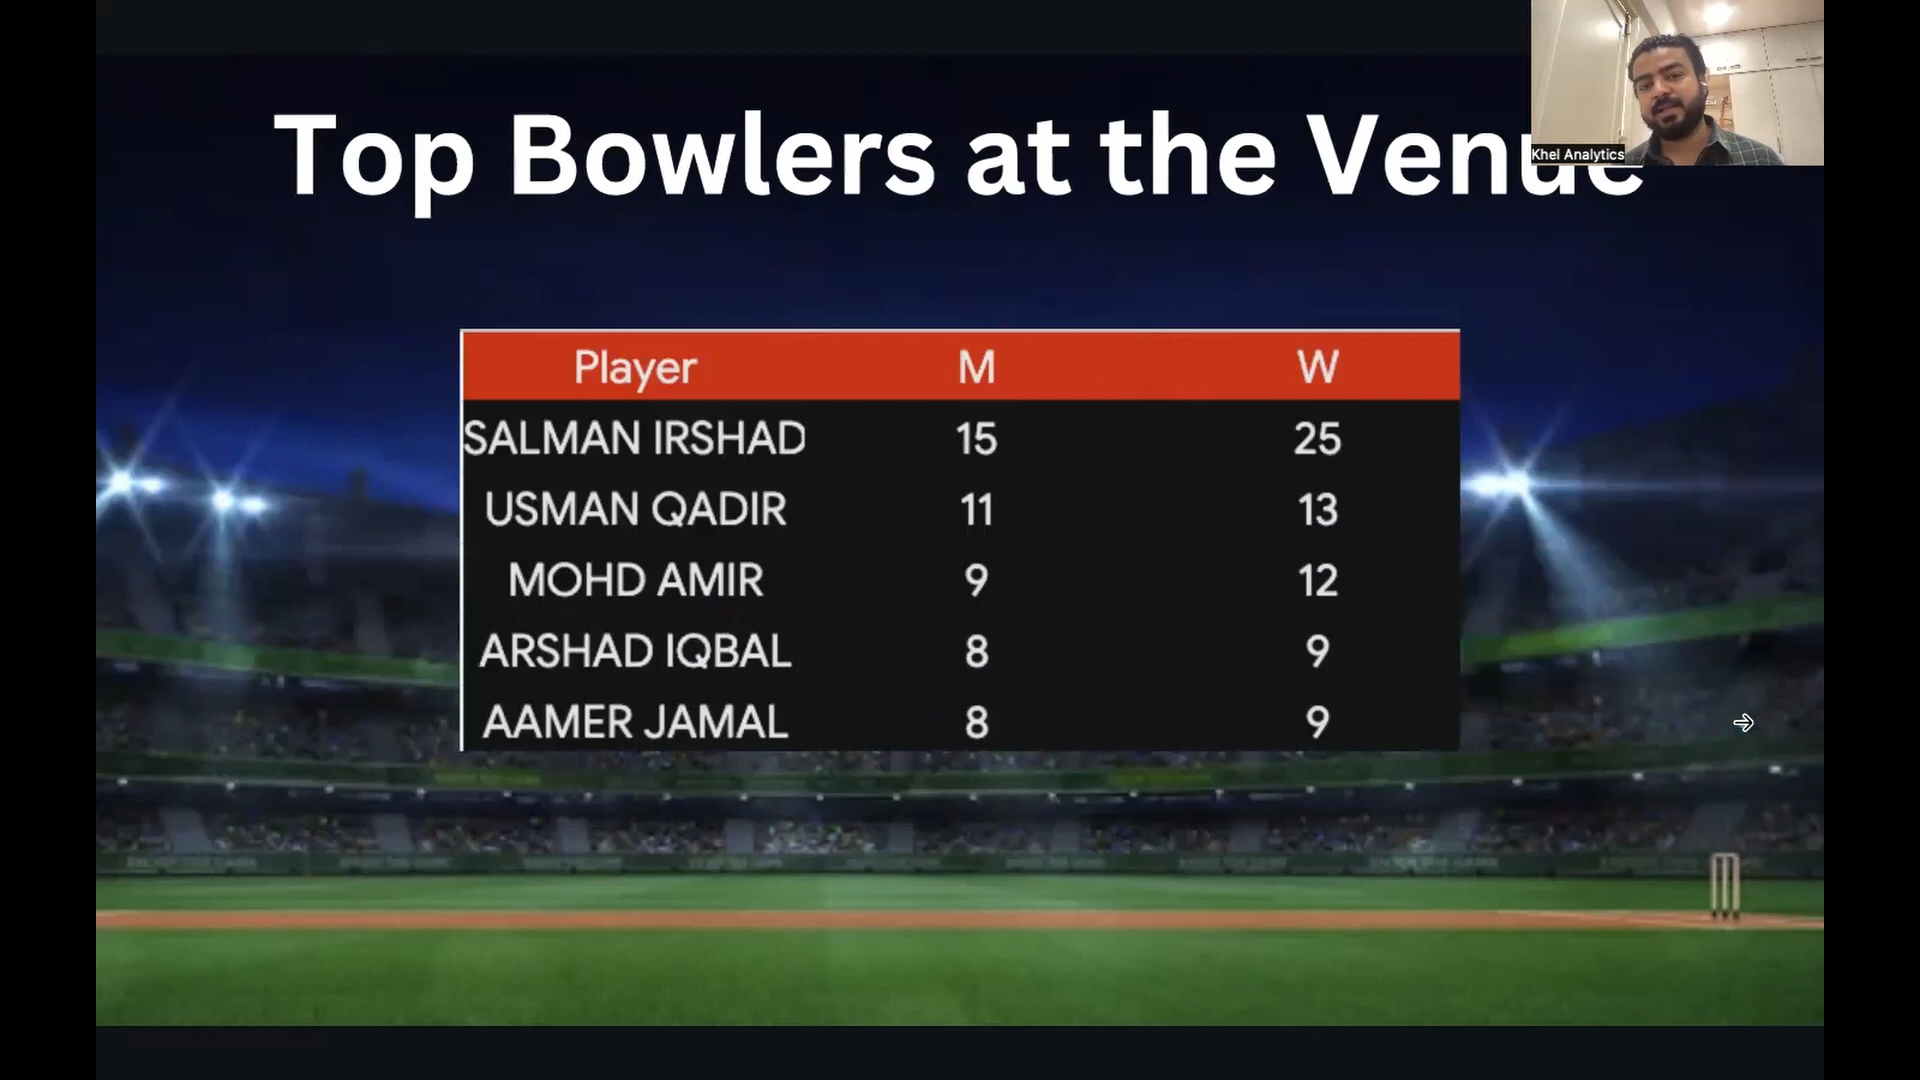 Top Bowlers at the Venue
Khel Analytics
Player M W
SALMAN IRSHAD 15 25
USMAN QADIR 11 13
MOHD AMIR 9 12
ARSHAD IQBAL 8 9
AAMER JAMAL 8 9